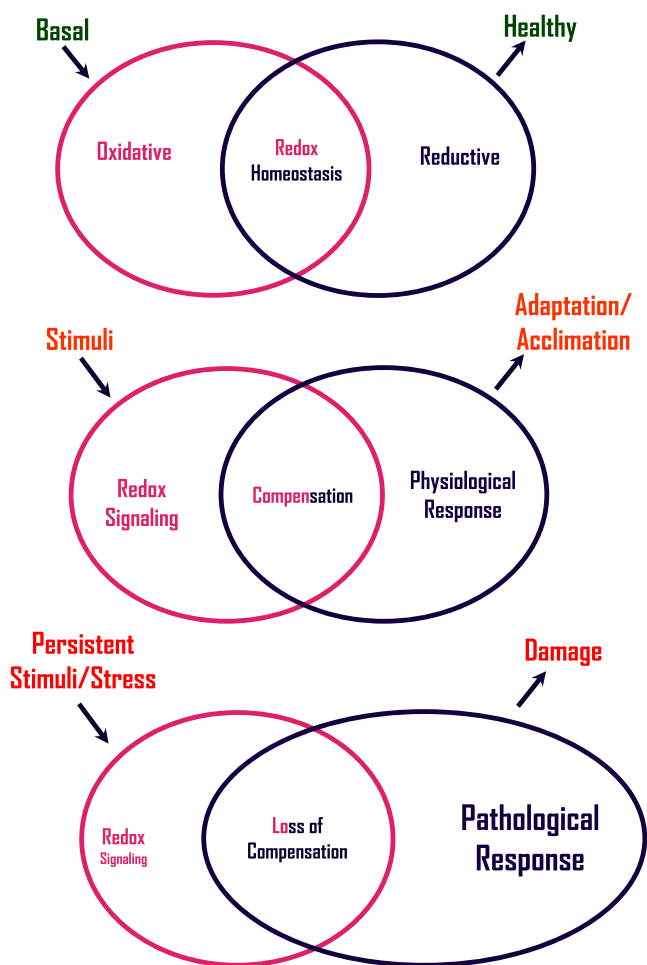 Basal
Healthy
Oxidative
Redox
Homeostasis
Reductive
Stimuli
Adaptation/
Acclimation
Redox
Signaling
Compensation
Physiological
Response
Persistent
Stimuli/Stress
Damage
Redox
Signaling
Loss of
Compensation
Pathological
Response